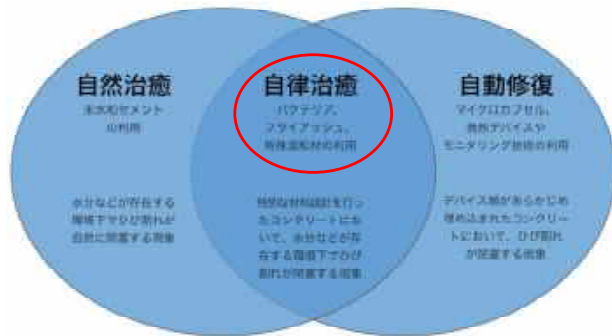 自然治癒
未水和セメント
の利用
水分などが存在する
環境下でひび割れが
自然に閉塞する現象
自律治癒
バクテリア、
フライアッシュ、
特殊混和材の利用
特別な材料設計を行っ
たコンクリートにお
いて、水分などが存
在する環境下でひび
割れが閉塞する現象
自動修復
マイクロカプセル、
発熱デバイスや
モニタリング技術の利用
デバイス類があらかじめ
埋め込まれたコンクリー
トにおいて、ひび割れ
が閉塞する現象